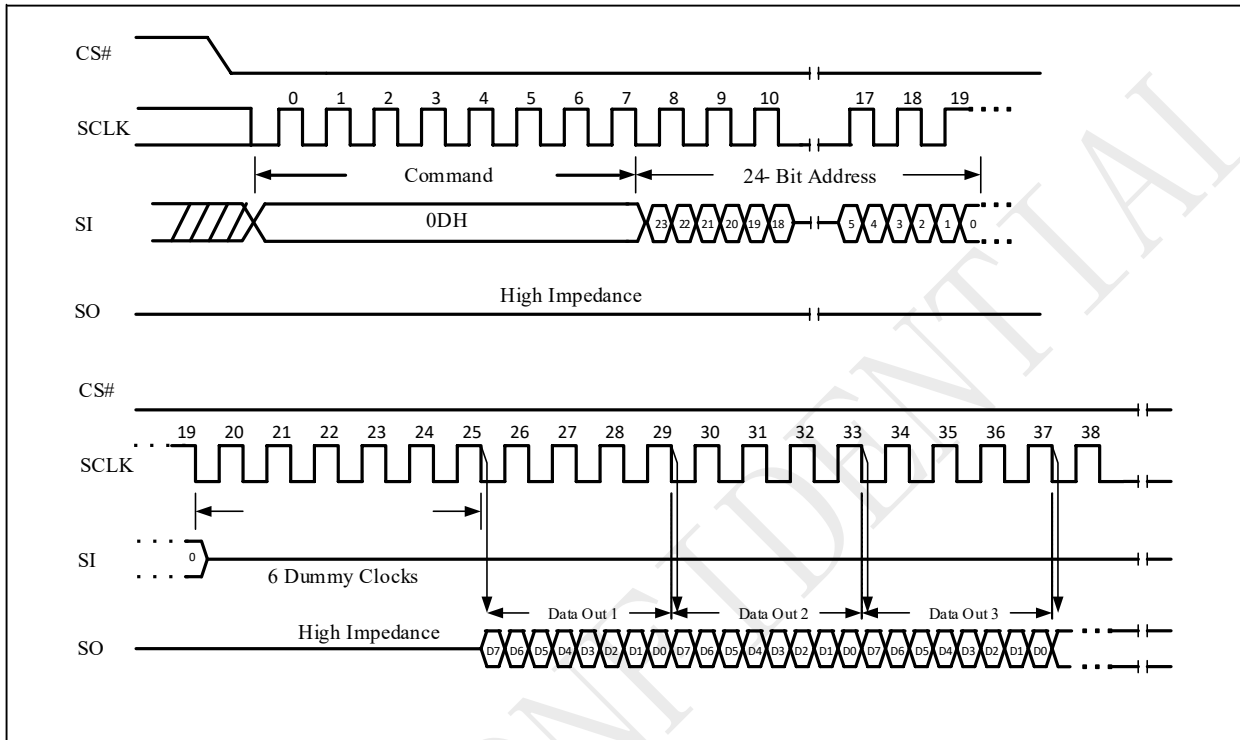 CS#
0 1 2 3 4 5 6 7 8 9 10 17 18 19
SCLK
Command 24- Bit Address
SI 0DH 23 22 21 20 19 18 5 4 3 2 1 0
High Impedance
SO
CS#
19 20 21 22 23 24 25 26 27 28 29 30 31 32 33 34 35 36 37 38
SCLK
SI 0
6 Dummy Clocks
Data Out 1 Data Out 2 Data Out 3
High Impedance
SO D7 D6 D5 D4 D3 D2 D1 D0 D7 D6 D5 D4 D3 D2 D1 D0 D7 D6 D5 D4 D3 D2 D1 D0